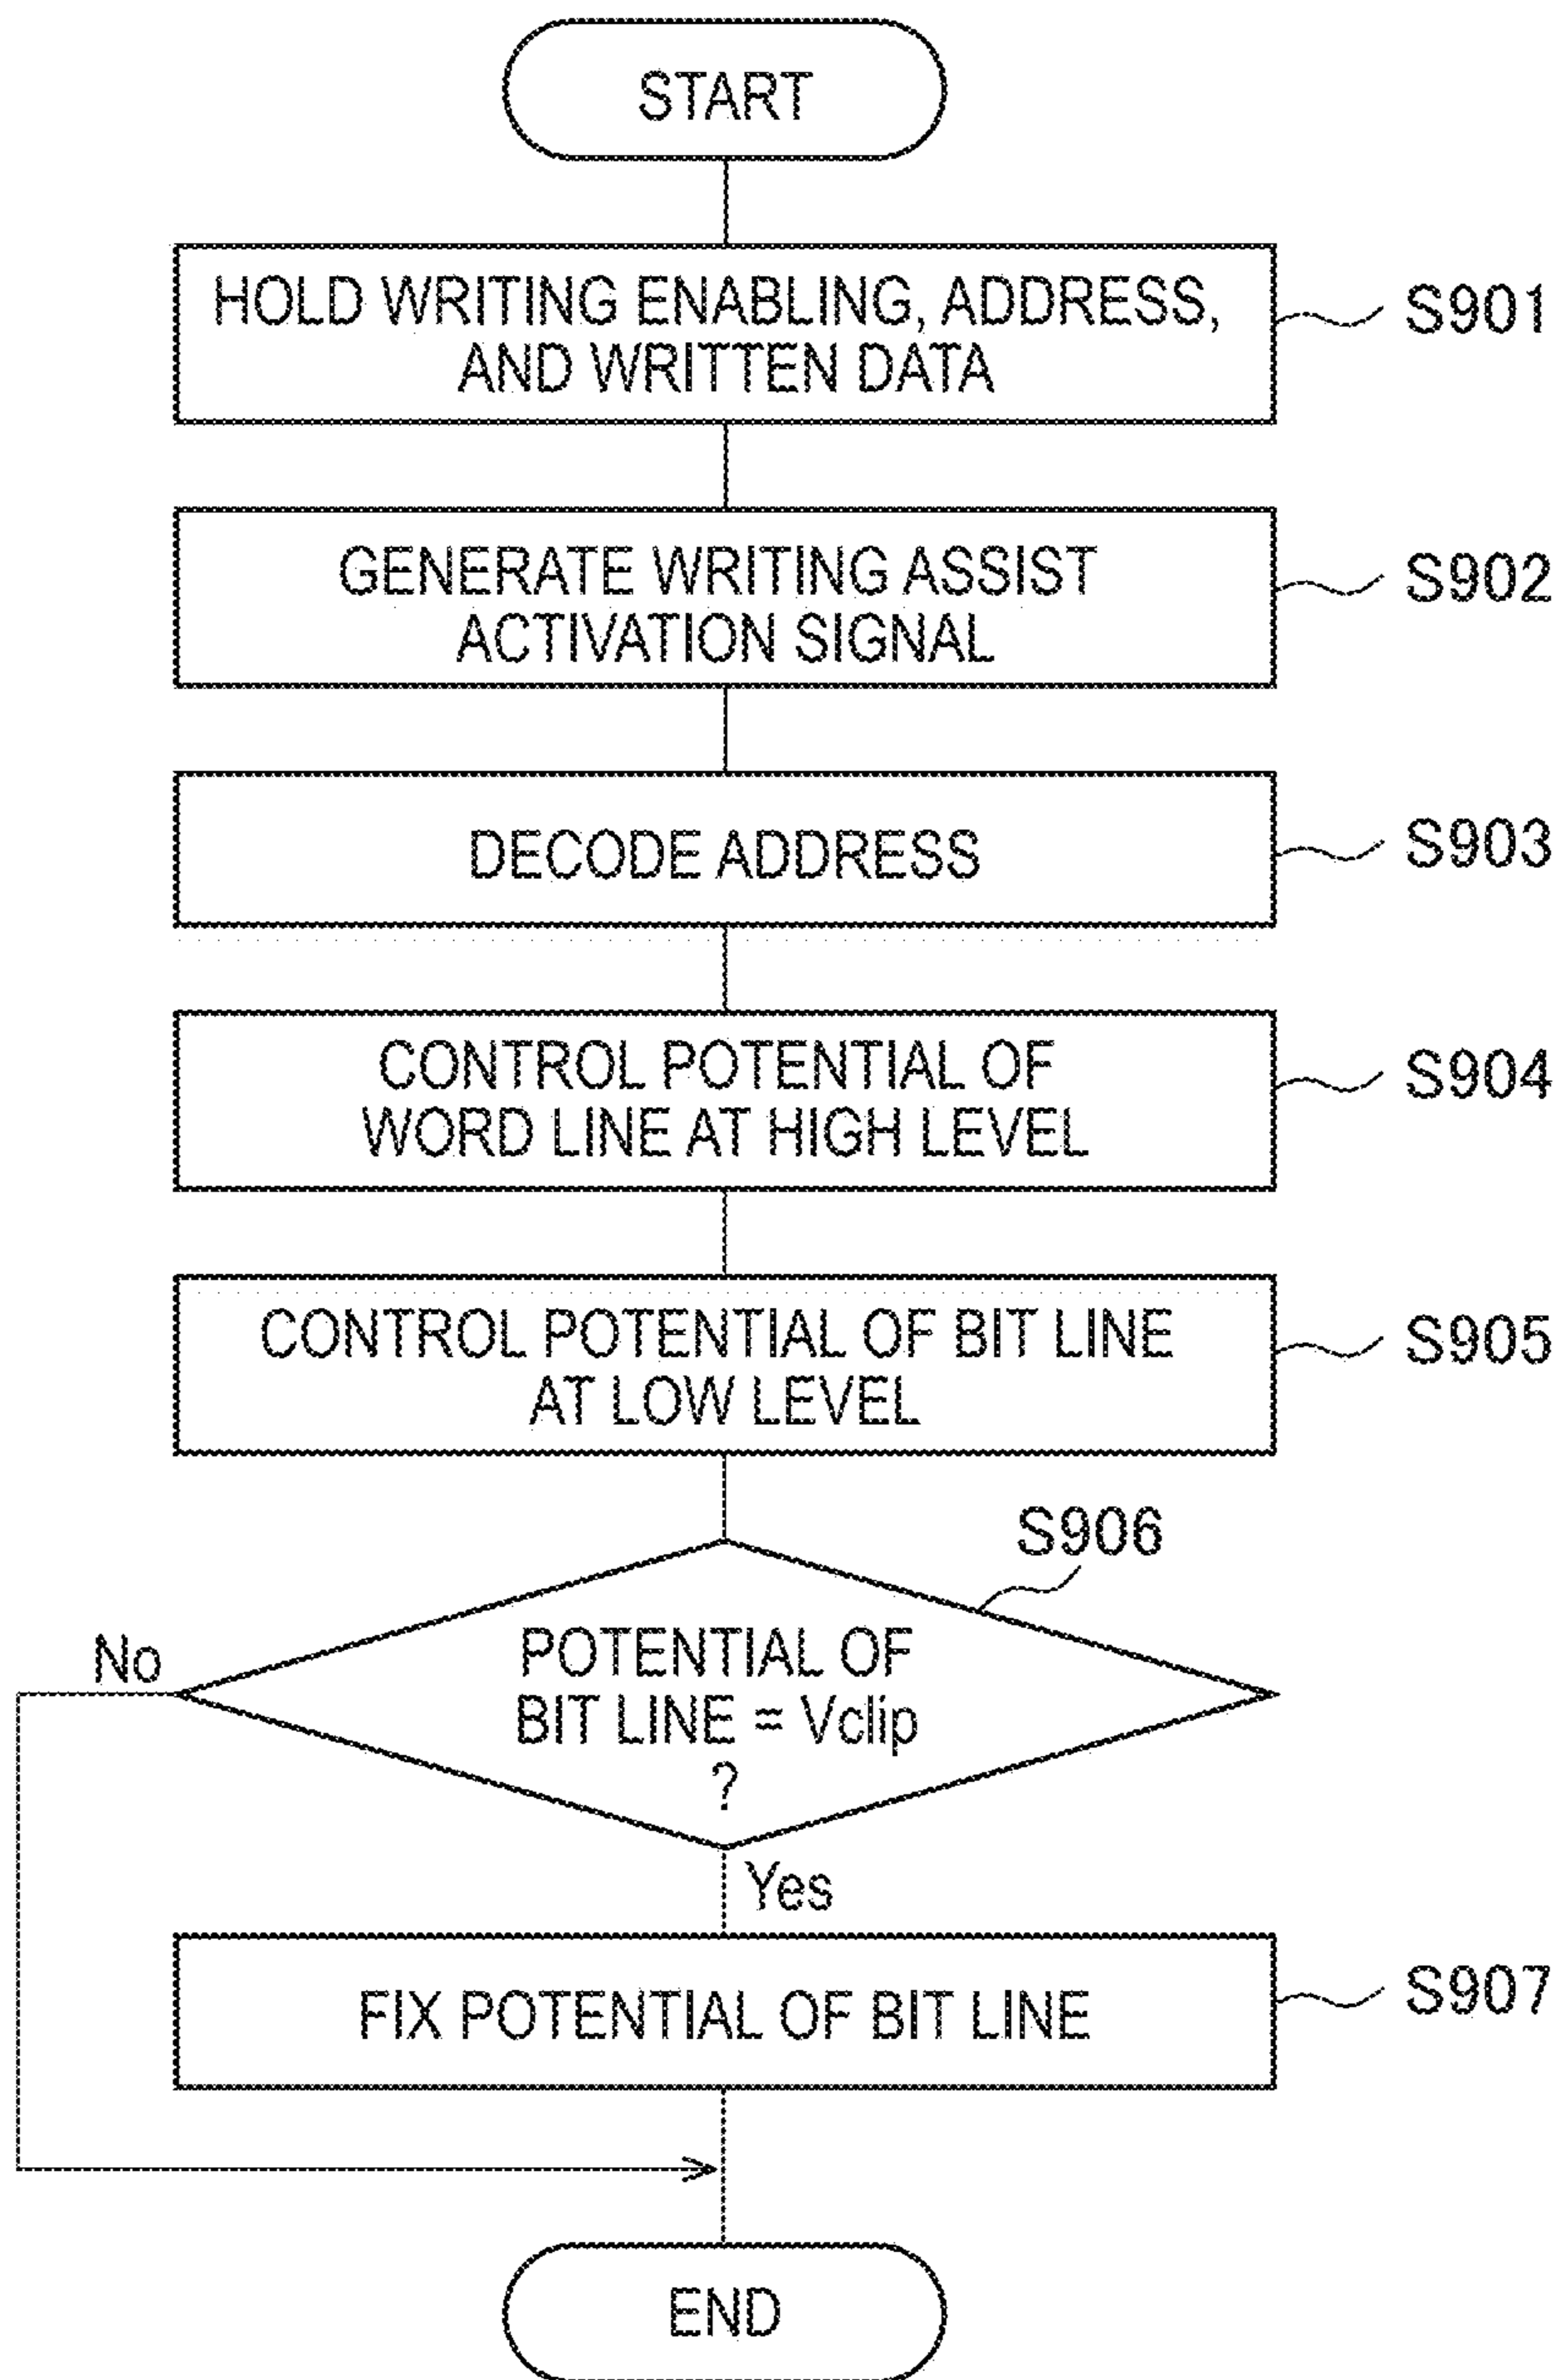 START
HOLD WRITING ENABLING, ADDRESS,
AND WRITTEN DATA
S901
GENERATE WRITING ASSIST
ACTIVATION SIGNAL
S902
DECODE ADDRESS
S903
CONTROL POTENTIAL OF
WORD LINE AT HIGH LEVEL
S904
CONTROL POTENTIAL OF BIT LINE
AT LOW LEVEL
S905
S906
POTENTIAL OF
BIT LINE = Vclip
?
No
Yes
FIX POTENTIAL OF BIT LINE
S907
END